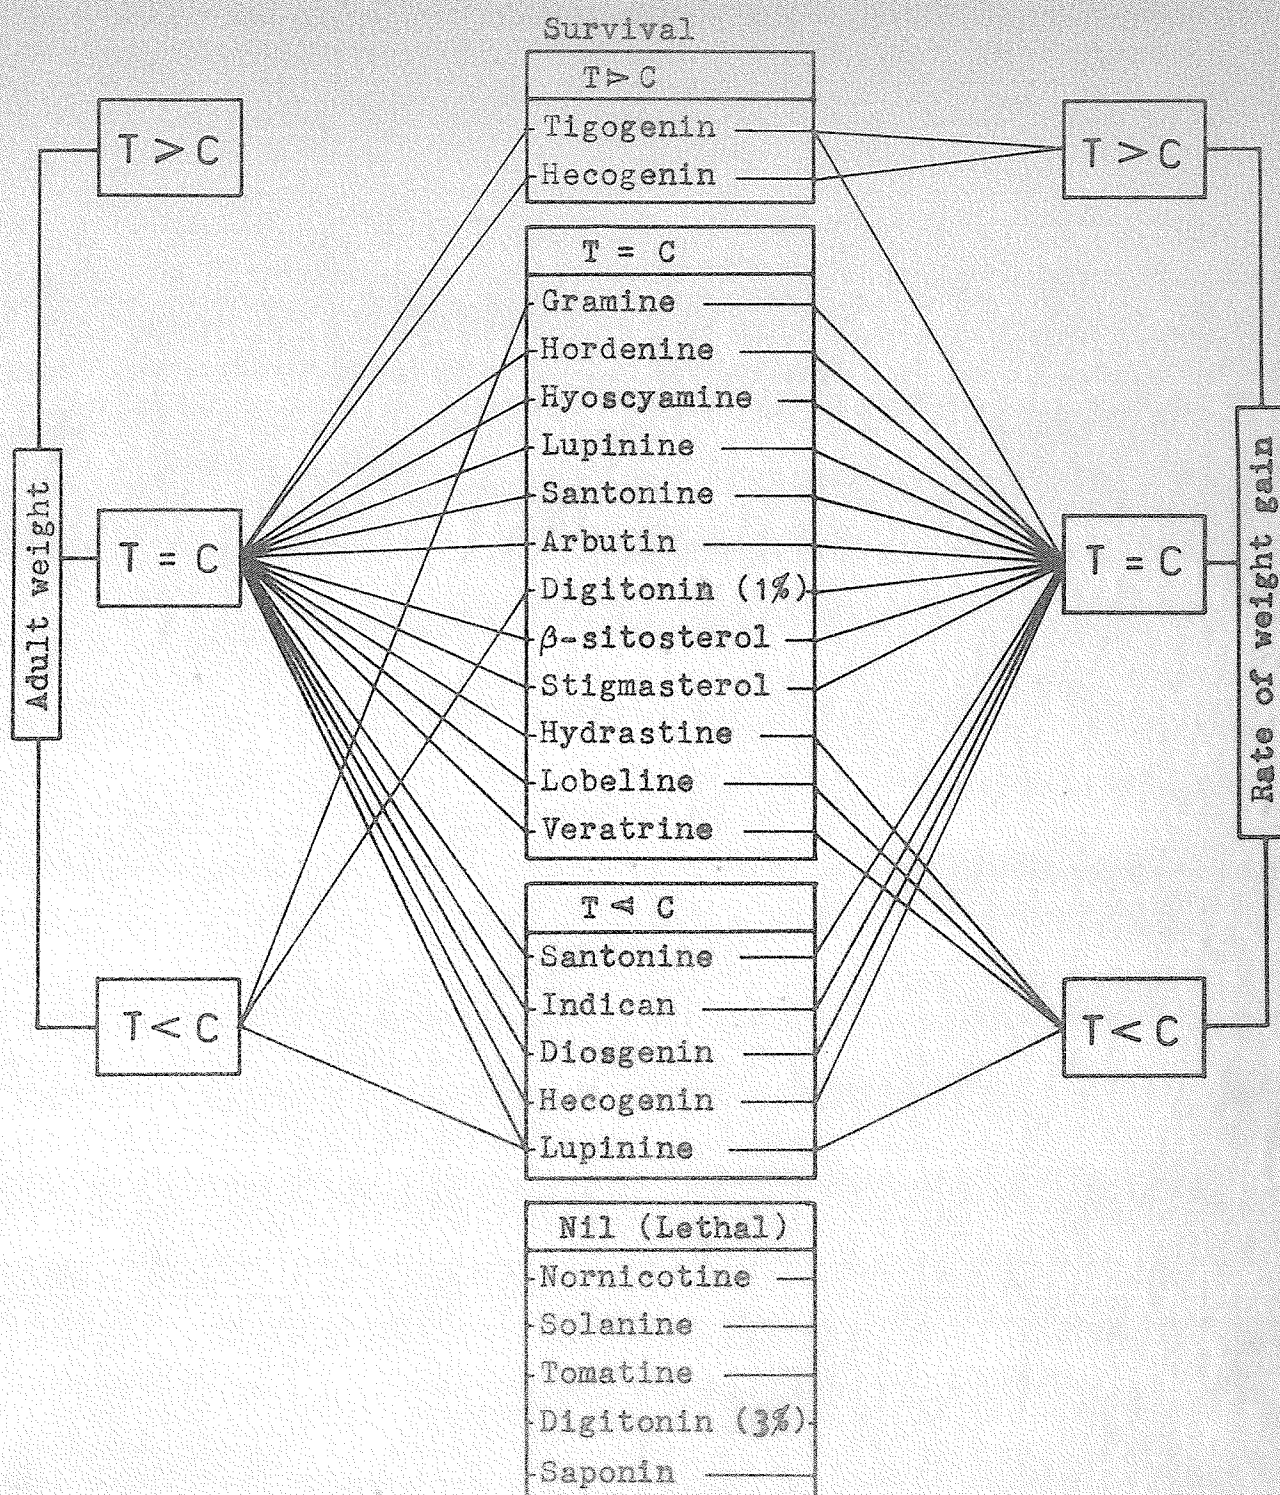 Survival
T > C
Tigogenin
Hecogenin
T = C
Gramine
Hordenine
Hyoscyamine
Lupinine
Santonine
Arbutin
Digitonin (1%)
β-sitosterol
Stigmasterol
Hydrastine
Lobeline
Veratrine
T < C
Santonine
Indican
Diosgenin
Hecogenin
Lupinine
Nil (Lethal)
Nornicotine
Solanine
Tomatine
Digitonin (3%)
Saponin
Adult weight
T > C
T = C
T < C
T > C
T = C
T < C
Rate of weight gain